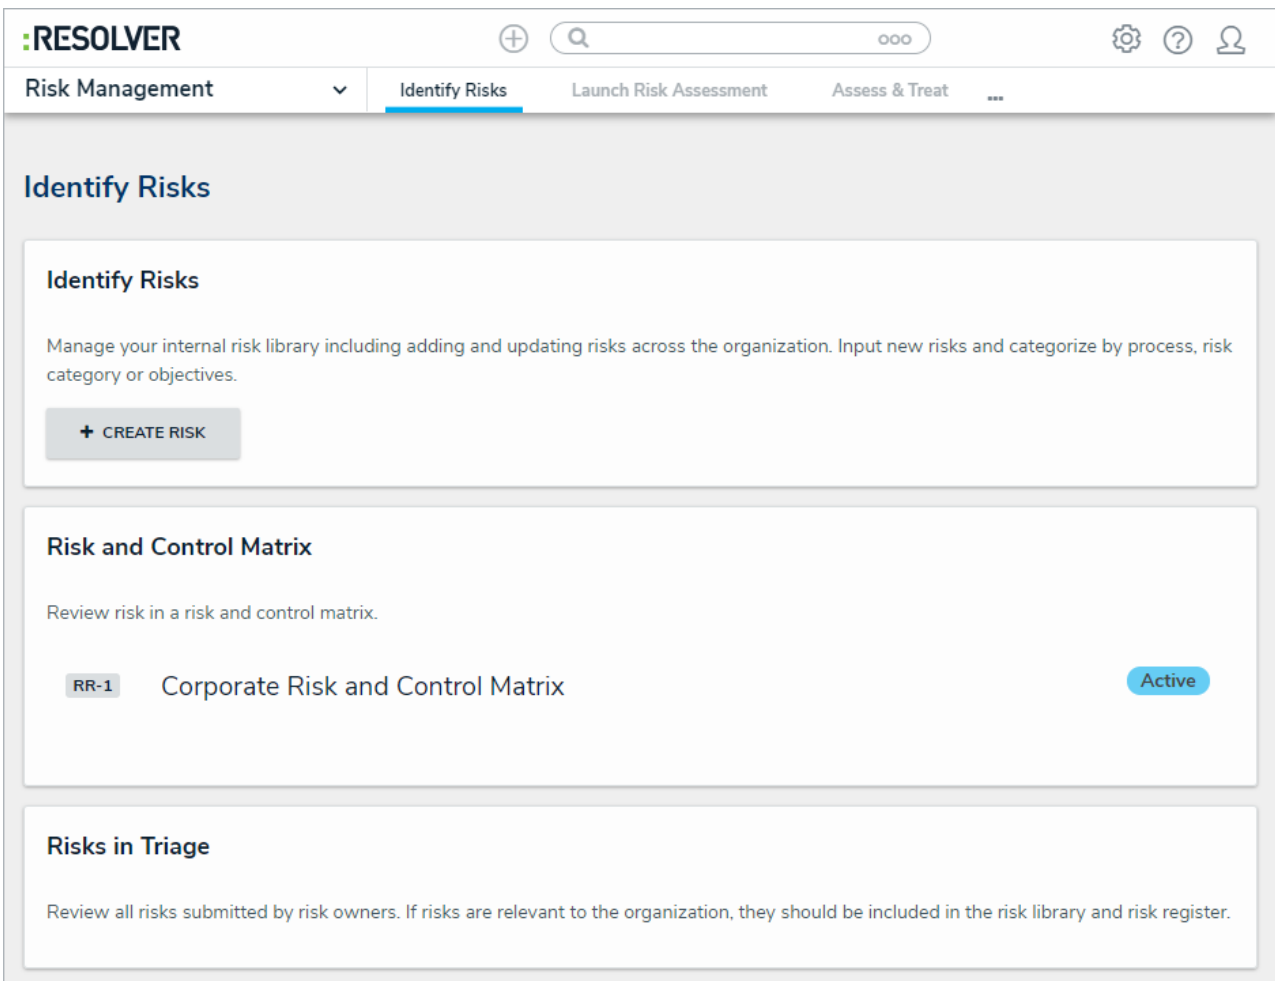 :RESOLVER
Risk Management
Identify Risks
Launch Risk Assessment
Assess & Treat
...
Identify Risks
Identify Risks
Manage your internal risk library including adding and updating risks across the organization. Input new risks and categorize by process, risk
category or objectives.
+ CREATE RISK
Risk and Control Matrix
Review risk in a risk and control matrix.
RR-1 Corporate Risk and Control Matrix Active
Risks in Triage
Review all risks submitted by risk owners. If risks are relevant to the organization, they should be included in the risk library and risk register.